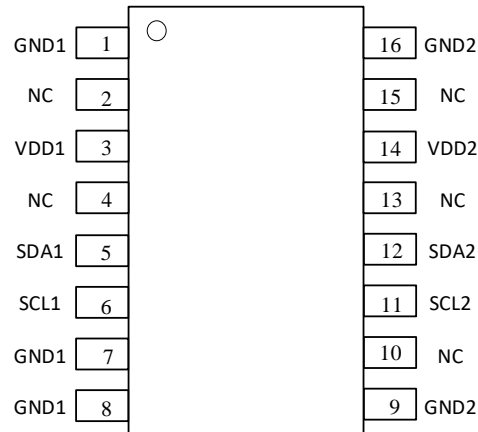 GND1 1 16 GND2
NC 2 15 NC
VDD1 3 14 VDD2
NC 4 13 NC
SDA1 5 12 SDA2
SCL1 6 11 SCL2
GND1 7 10 NC
GND1 8 9 GND2